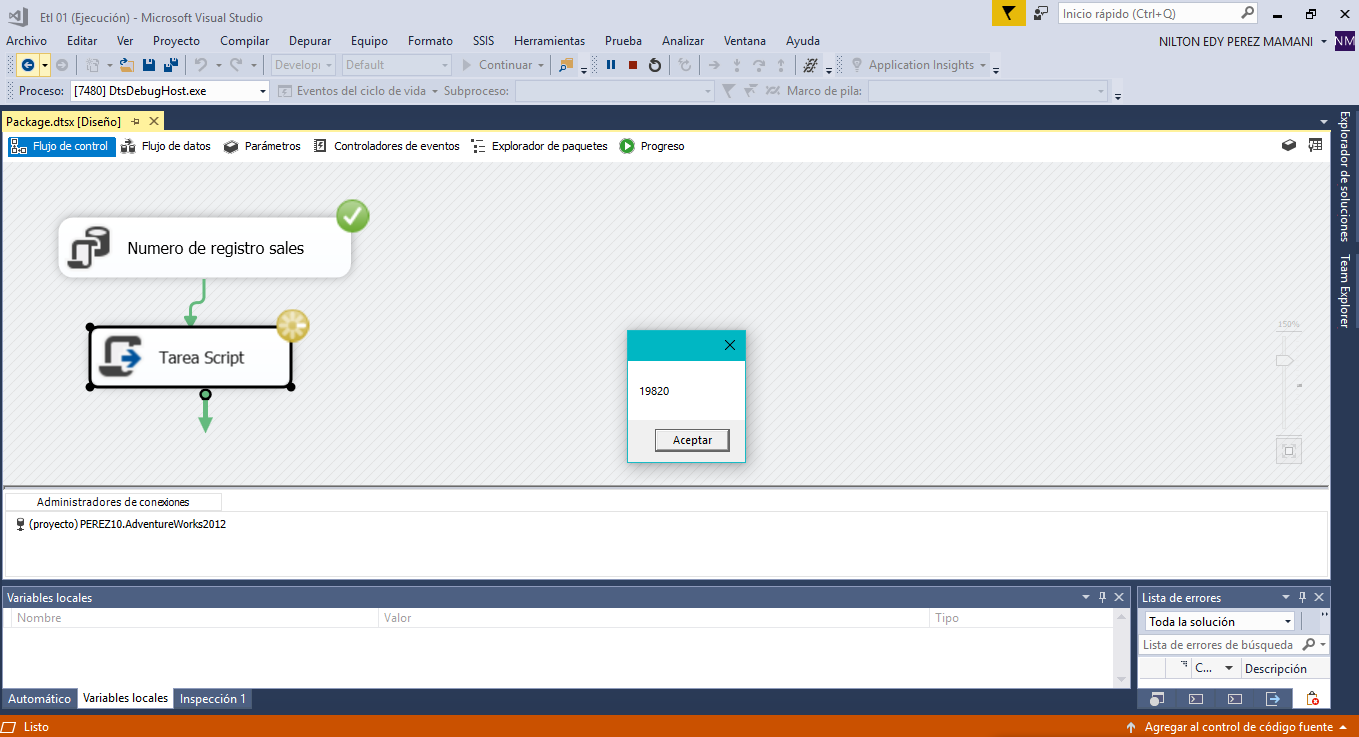 Etl 01 (Ejecución) - Microsoft Visual Studio
Inicio rápido (Ctrl+Q)
Archivo Editar Ver Proyecto Compilar Depurar Equipo Formato SSIS Herramientas Prueba Analizar Ventana Ayuda
NILTON EDY PEREZ MAMANI NM
Developi Default Continuar Application Insights
Proceso: [7480] DtsDebugHost.exe Eventos del ciclo de vida Subproceso: Marco de pila:
Package.dtsx [Diseño]
Flujo de control Flujo de datos Parámetros Controladores de eventos Explorador de paquetes Progreso
Explorador de soluciones
Team Explorer
Numero de registro sales
Tarea Script
150%
19820
Aceptar
Administradores de conexiones
(proyecto) PEREZ10.AdventureWorks2012
Variables locales
Nombre Valor Tipo
Automático Variables locales Inspección 1
Lista de errores
Toda la solución
Lista de errores de búsqueda
C... Descripción
Listo
Agregar al control de código fuente